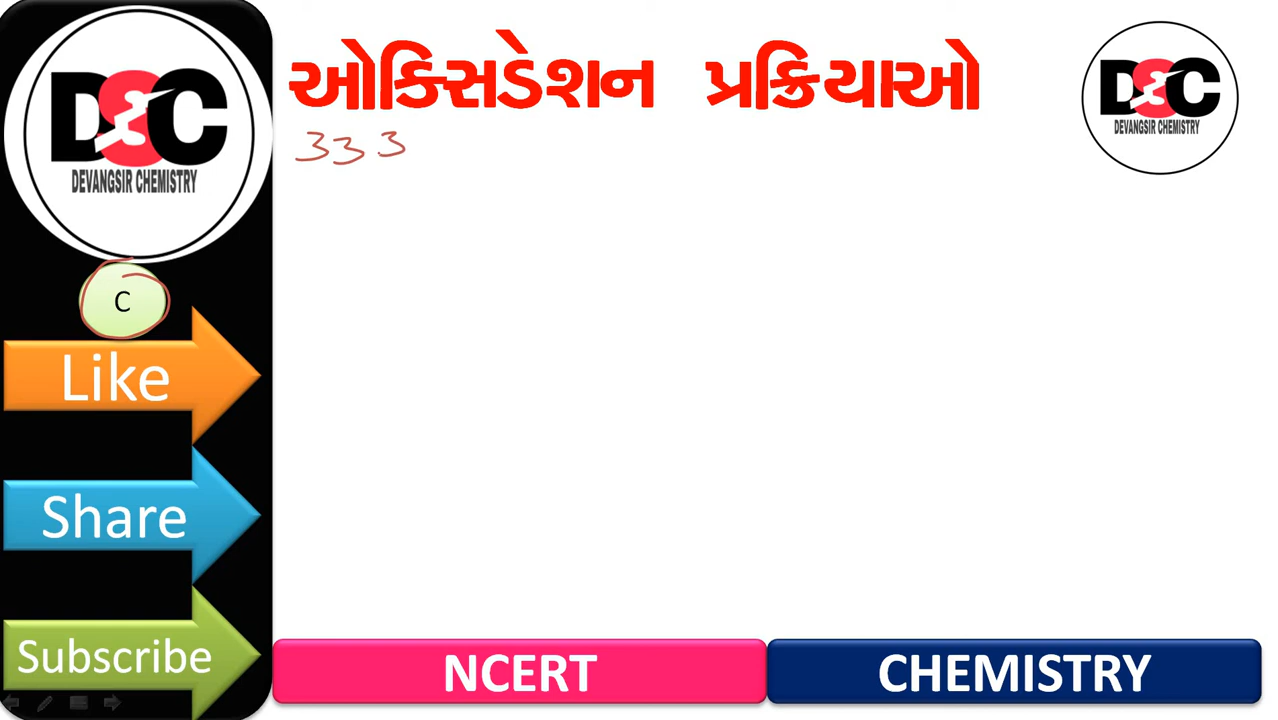 ઓક્સિડેશન પ્રક્રિયાઓ
333
DSC
DEVANGSIR CHEMISTRY
DSC
DEVANGSIR CHEMISTRY
C
Like
Share
Subscribe
NCERT
CHEMISTRY